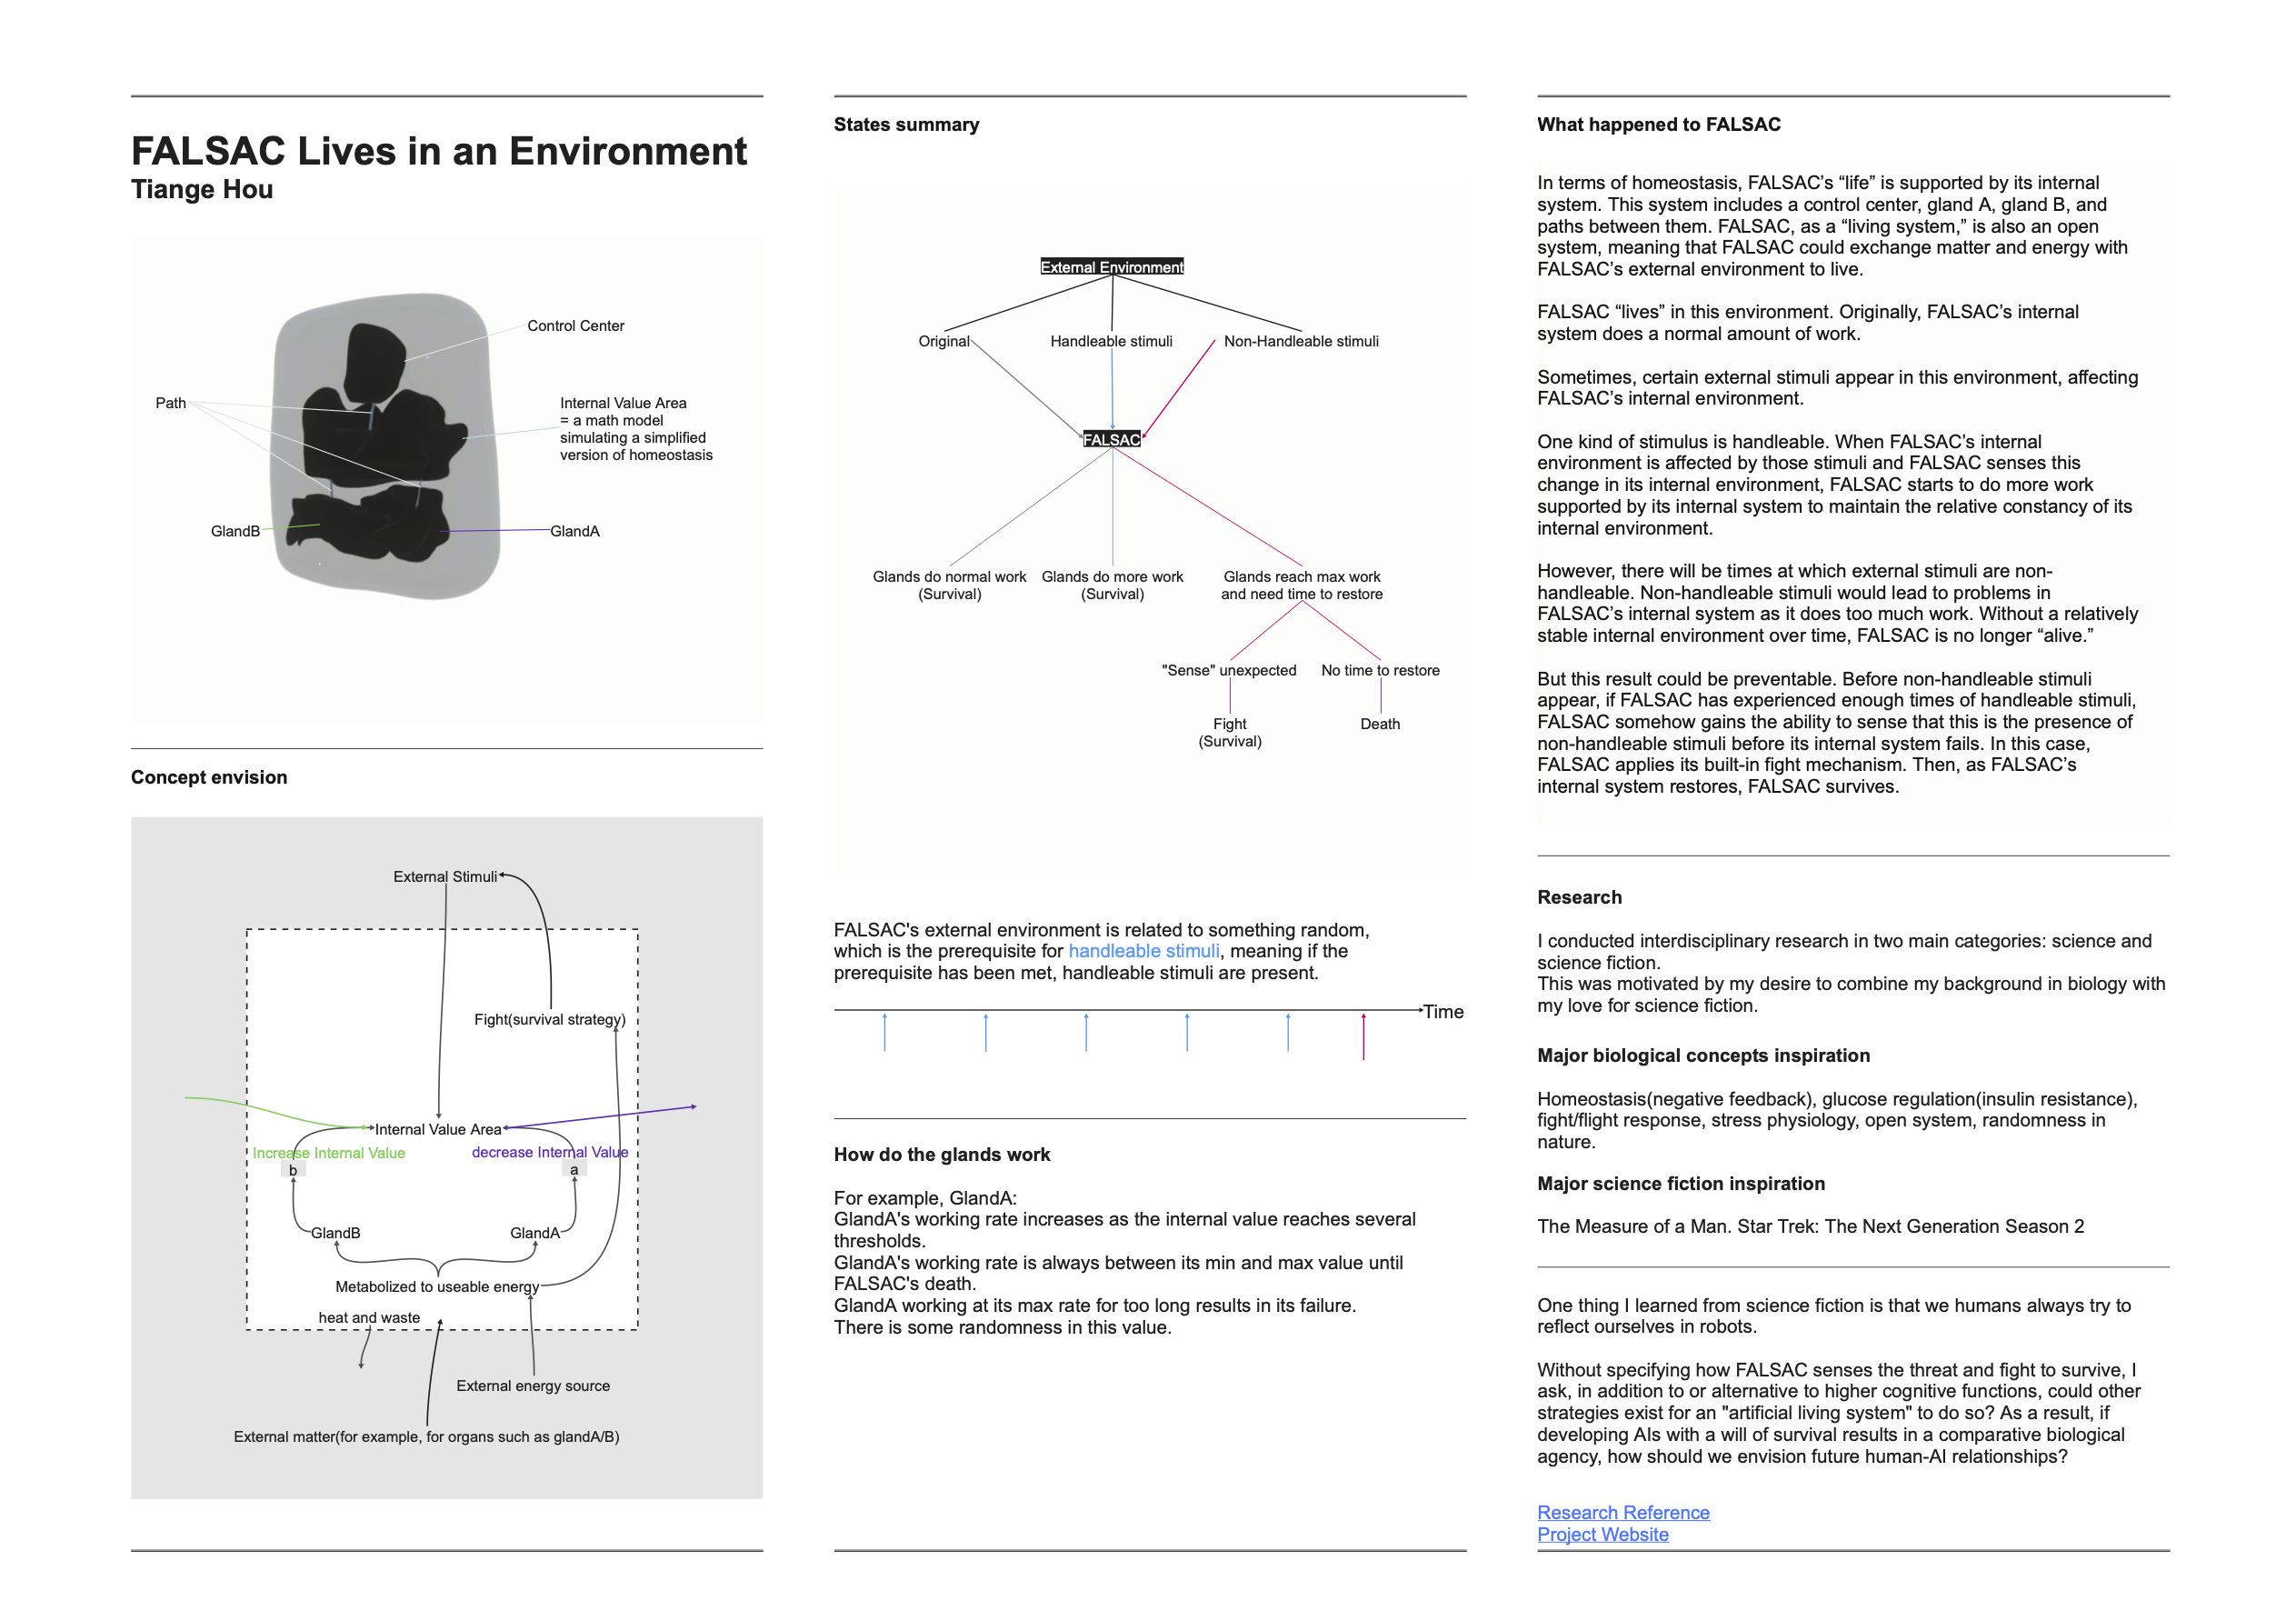 FALSAC Lives in an Environment
Tiange Hou
Control Center
Path
Internal Value Area
= a math model
simulating a simplified
version of homeostasis
GlandB
GlandA
Concept envision
External Stimuli
Fight(survival strategy)
Internal Value Area
Increase Internal Value
decrease Internal Value
b
a
GlandB
GlandA
Metabolized to useable energy
heat and waste
External energy source
External matter(for example, for organs such as glandA/B)
States summary
External Environment
Original
Handleable stimuli
Non-Handleable stimuli
FALSAC
Glands do normal work
(Survival)
Glands do more work
(Survival)
Glands reach max work
and need time to restore
"Sense" unexpected
No time to restore
Fight
(Survival)
Death
FALSAC's external environment is related to something random,
which is the prerequisite for handleable stimuli, meaning if the
prerequisite has been met, handleable stimuli are present.
Time
How do the glands work
For example, GlandA:
GlandA's working rate increases as the internal value reaches several
thresholds.
GlandA's working rate is always between its min and max value until
FALSAC's death.
GlandA working at its max rate for too long results in its failure.
There is some randomness in this value.
What happened to FALSAC
In terms of homeostasis, FALSAC’s “life” is supported by its internal
system. This system includes a control center, gland A, gland B, and
paths between them. FALSAC, as a “living system,” is also an open
system, meaning that FALSAC could exchange matter and energy with
FALSAC’s external environment to live.
FALSAC “lives” in this environment. Originally, FALSAC’s internal
system does a normal amount of work.
Sometimes, certain external stimuli appear in this environment, affecting
FALSAC’s internal environment.
One kind of stimulus is handleable. When FALSAC’s internal
environment is affected by those stimuli and FALSAC senses this
change in its internal environment, FALSAC starts to do more work
supported by its internal system to maintain the relative constancy of its
internal environment.
However, there will be times at which external stimuli are non-
handleable. Non-handleable stimuli would lead to problems in
FALSAC’s internal system as it does too much work. Without a relatively
stable internal environment over time, FALSAC is no longer “alive.”
But this result could be preventable. Before non-handleable stimuli
appear, if FALSAC has experienced enough times of handleable stimuli,
FALSAC somehow gains the ability to sense that this is the presence of
non-handleable stimuli before its internal system fails. In this case,
FALSAC applies its built-in fight mechanism. Then, as FALSAC’s
internal system restores, FALSAC survives.
Research
I conducted interdisciplinary research in two main categories: science and
science fiction.
This was motivated by my desire to combine my background in biology with
my love for science fiction.
Major biological concepts inspiration
Homeostasis(negative feedback), glucose regulation(insulin resistance),
fight/flight response, stress physiology, open system, randomness in
nature.
Major science fiction inspiration
The Measure of a Man. Star Trek: The Next Generation Season 2
One thing I learned from science fiction is that we humans always try to
reflect ourselves in robots.
Without specifying how FALSAC senses the threat and fight to survive, I
ask, in addition to or alternative to higher cognitive functions, could other
strategies exist for an "artificial living system" to do so? As a result, if
developing AIs with a will of survival results in a comparative biological
agency, how should we envision future human-AI relationships?
Research Reference
Project Website